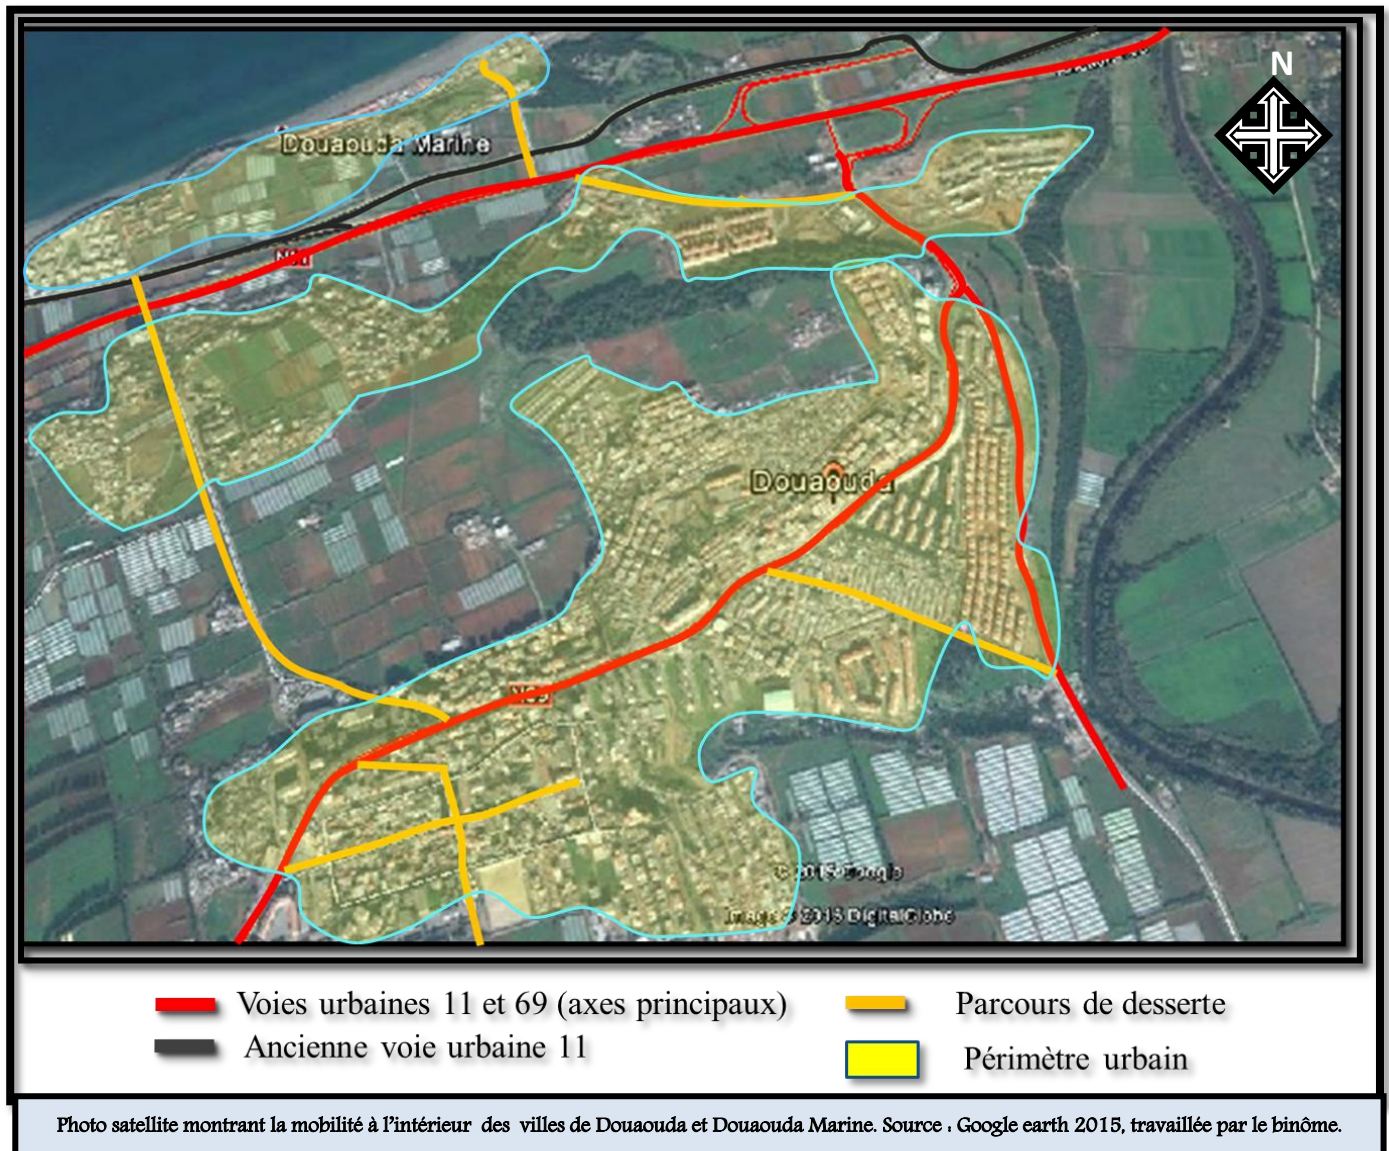 N
Douaouda Marine
N11
Douaouda
© 2015 Google
Image © 2015 DigitalGlobe
Voies urbaines 11 et 69 (axes principaux)
Parcours de desserte
Ancienne voie urbaine 11
Périmètre urbain
Photo satellite montrant la mobilité à l'intérieur des villes de Douaouda et Douaouda Marine. Source : Google earth 2015, travaillée par le binôme.